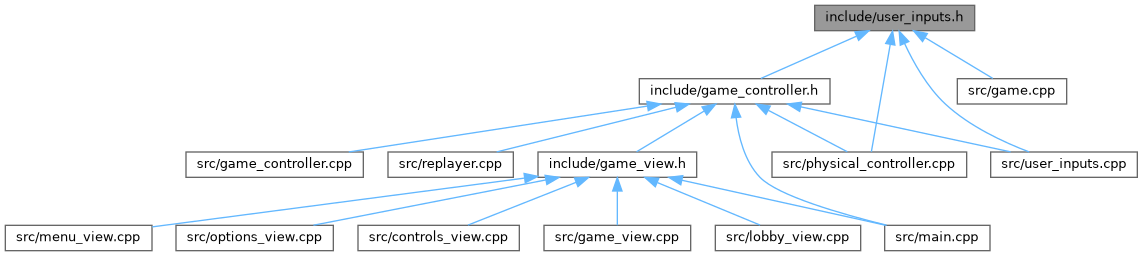 include/user_inputs.h
include/game_controller.h
src/game.cpp
src/game_controller.cpp
src/replayer.cpp
include/game_view.h
src/physical_controller.cpp
src/user_inputs.cpp
src/menu_view.cpp
src/options_view.cpp
src/controls_view.cpp
src/game_view.cpp
src/lobby_view.cpp
src/main.cpp